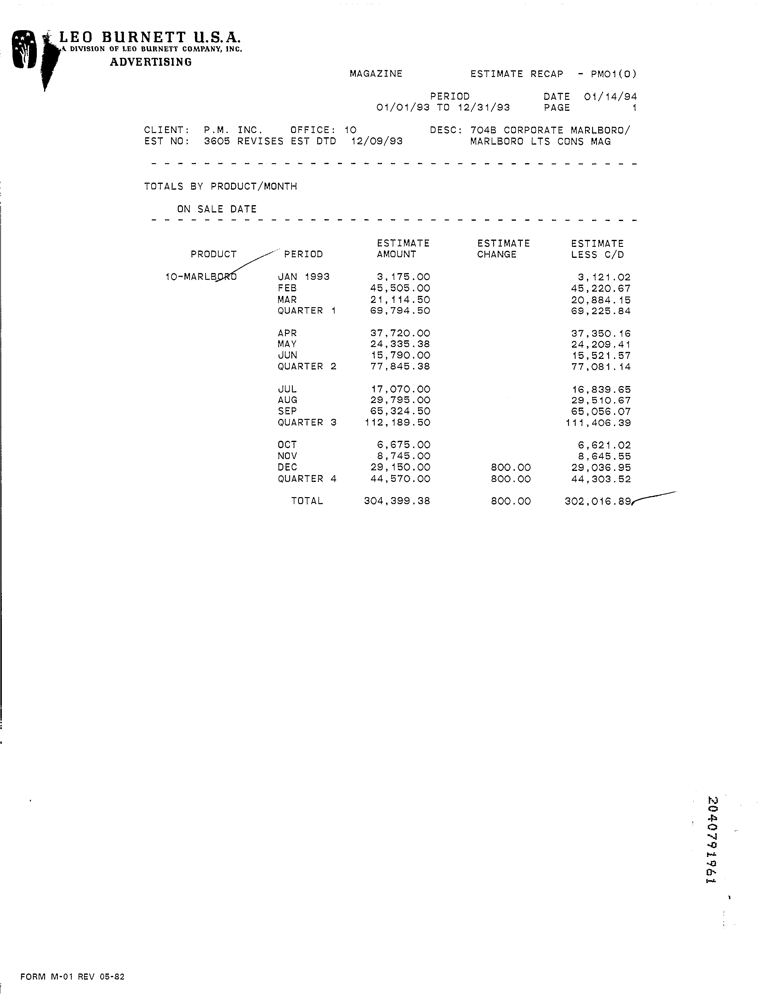 LEO BURNETT U.S.A.
A DIVISION OF LEO BURNETT COMPANY, INC.
ADVERTISING
MAGAZINE ESTIMATE RECAP - PM01(0)
PERIOD DATE 01/14/94
01/01/93 TO 12/31/93 PAGE 1
CLIENT: P.M. INC. OFFICE: 10 DESC: 704B CORPORATE MARLBORO/
EST NO: 3605 REVISES EST DTD 12/09/93 MARLBORO LTS CONS MAG
TOTALS BY PRODUCT/MONTH
ON SALE DATE
ESTIMATE ESTIMATE ESTIMATE
PRODUCT PERIOD AMOUNT CHANGE LESS C/D
10-MARLBORO JAN 1993 3,175.00 3,121.02
FEB 45,505.00 45,220.67
MAR 21,114.50 20,884.15
QUARTER 1 69,794.50 69,225.84
APR 37,720.00 37,350.16
MAY 24,335.38 24,209.41
JUN 15,790.00 15,521.57
QUARTER 2 77,845.38 77,081.14
JUL 17,070.00 16,839.65
AUG 29,795.00 29,510.67
SEP 65,324.50 65,056.07
QUARTER 3 112,189.50 111,406.39
OCT 6,675.00 6,621.02
NOV 8,745.00 8,645.55
DEC 29,150.00 800.00 29,036.95
QUARTER 4 44,570.00 800.00 44,303.52
TOTAL 304,399.38 800.00 302,016.89
2040791961
FORM M-01 REV 05-82